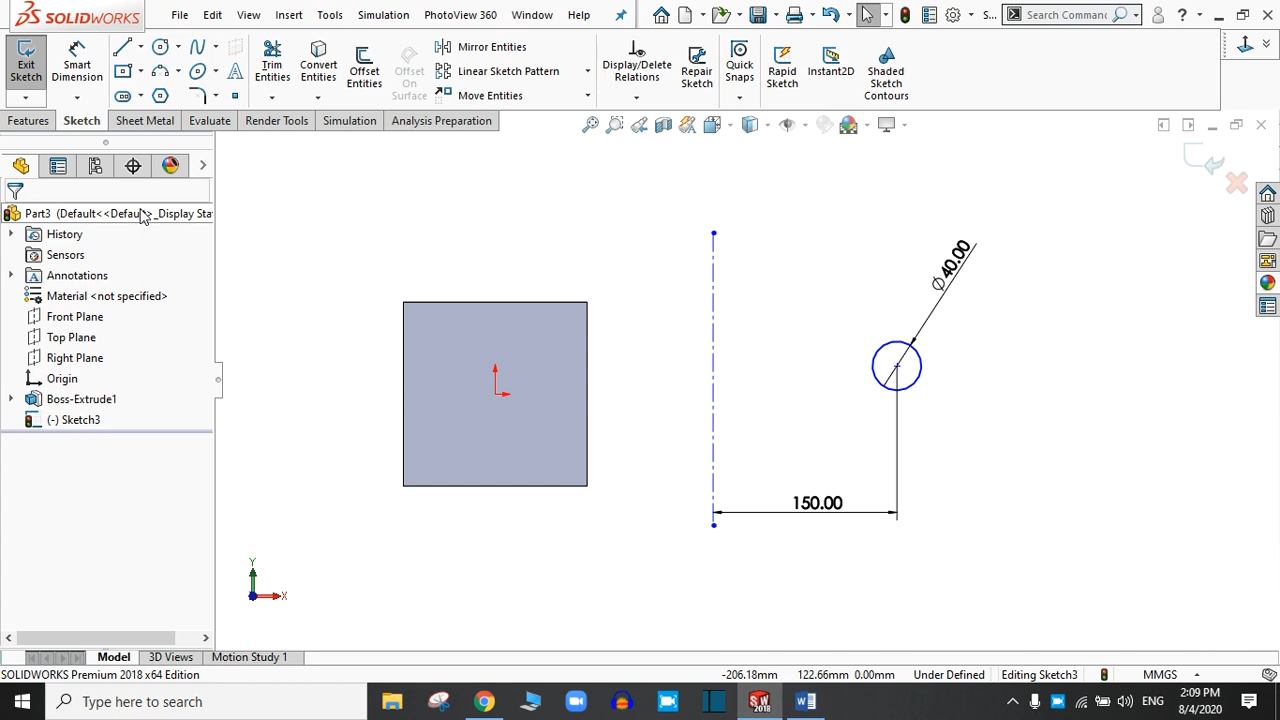 SOLIDWORKS File Edit View Insert Tools Simulation PhotoView 360 Window Help S... Search Commanc ?
Exit Sketch
Smart Dimension
Trim Entities
Convert Entities
Offset Entities
Offset On Surface
Mirror Entities
Linear Sketch Pattern
Move Entities
Display/Delete Relations
Repair Sketch
Quick Snaps
Rapid Sketch
Instant2D
Shaded Sketch Contours
Features Sketch Sheet Metal Evaluate Render Tools Simulation Analysis Preparation
Part3 (Default<<Default>_Display Sta
History
Sensors
Annotations
Material <not specified>
Front Plane
Top Plane
Right Plane
Origin
Boss-Extrude1
(-) Sketch3
∅40.00
150.00
Y
X
Model 3D Views Motion Study 1
SOLIDWORKS Premium 2018 x64 Edition -206.18mm 122.66mm 0.00mm Under Defined Editing Sketch3 MMGS
Type here to search
SW 2018
ENG
2:09 PM
8/4/2020